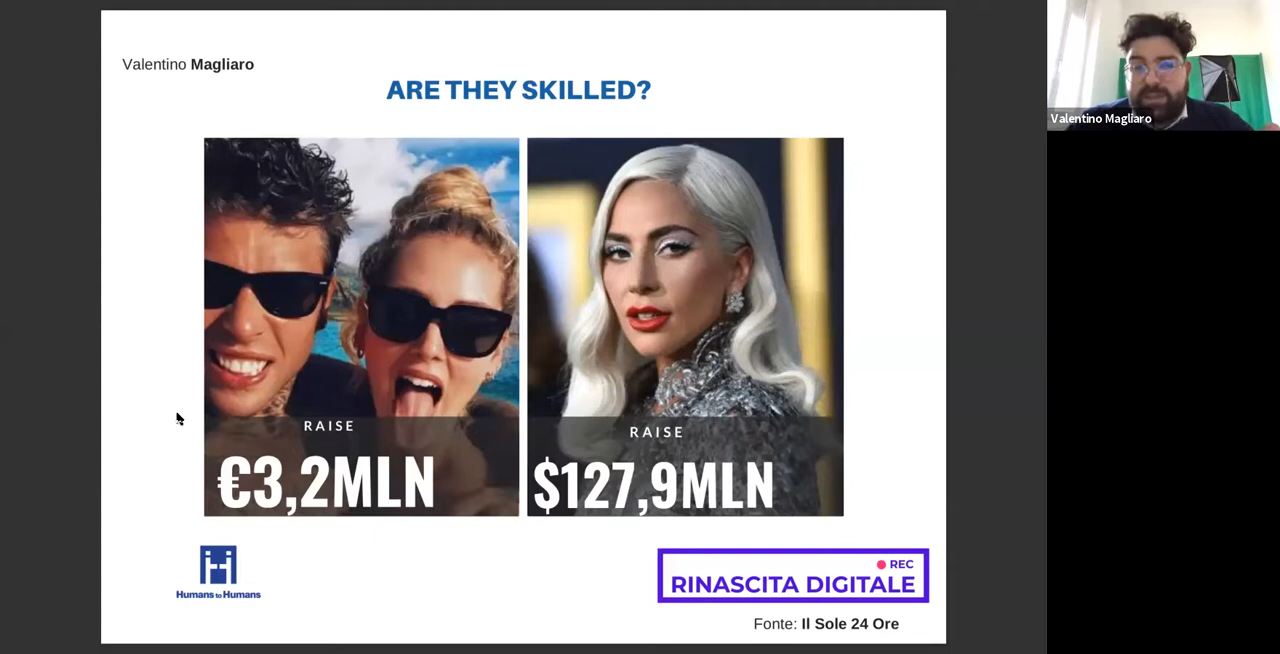 Valentino Magliaro
ARE THEY SKILLED?
RAISE
€3,2MLN
RAISE
$127,9MLN
Humans to Humans
REC
RINASCITA DIGITALE
Fonte: Il Sole 24 Ore
Valentino Magliaro